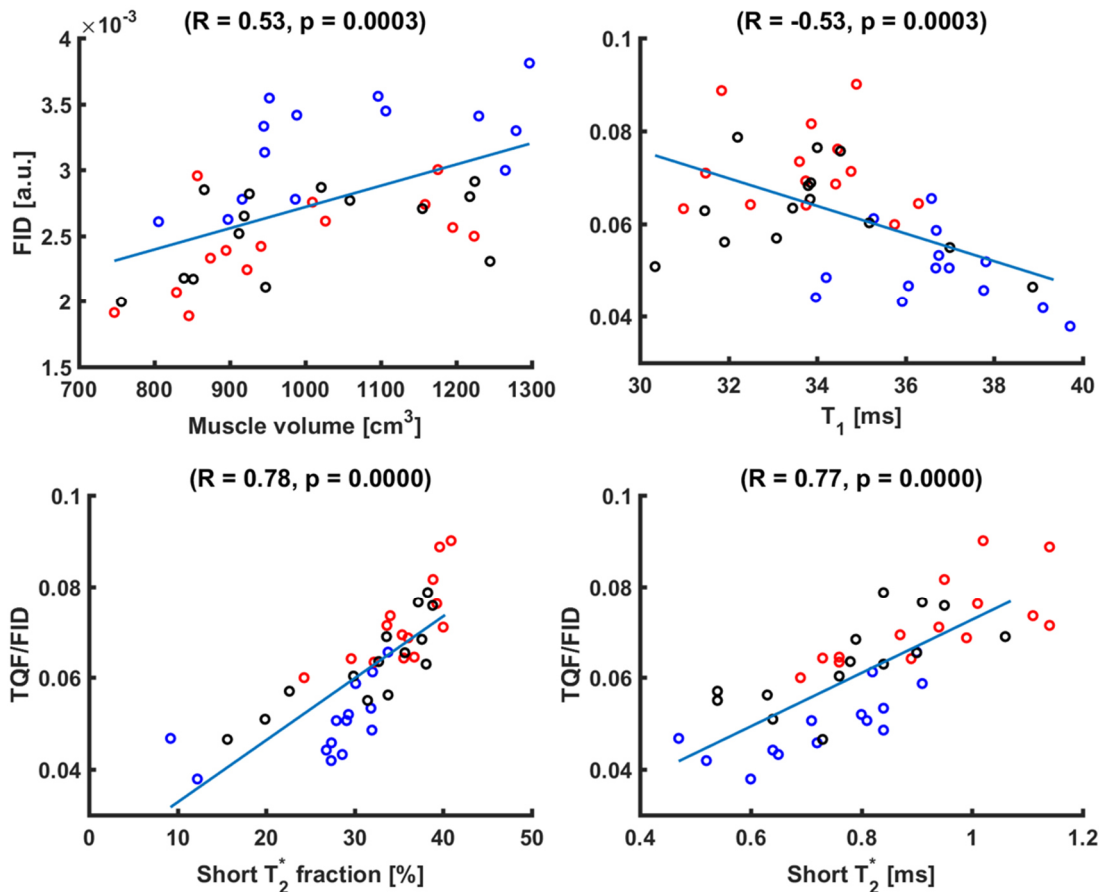 (R = 0.53, p = 0.0003)
×10-3
4
3.5
3
2.5
2
1.5
FID [a.u.]
700 800 900 1000 1100 1200 1300
Muscle volume [cm3]
(R = -0.53, p = 0.0003)
0.1
0.08
0.06
0.04
30 32 34 36 38 40
T1 [ms]
(R = 0.78, p = 0.0000)
0.1
0.08
0.06
0.04
TQF/FID
0 10 20 30 40 50
Short T2* fraction [%]
(R = 0.77, p = 0.0000)
0.1
0.08
0.06
0.04
TQF/FID
0.4 0.6 0.8 1 1.2
Short T2* [ms]